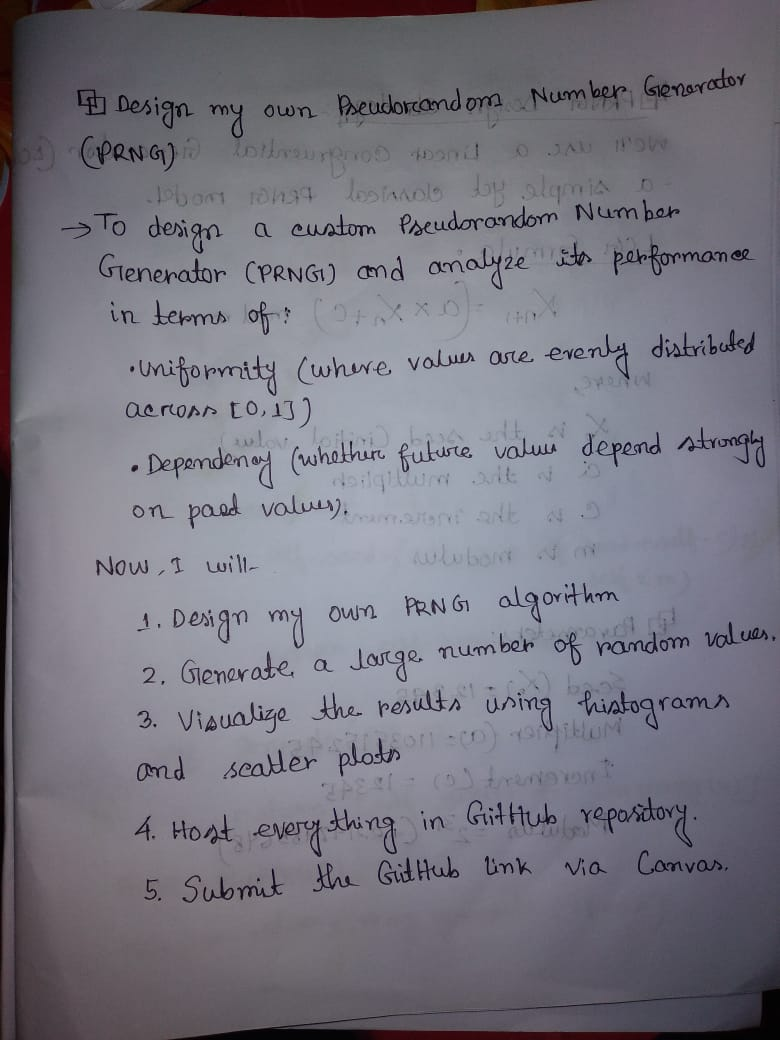 Design my own Pseudorandom Number Generator
(PRNG)
→ To design a custom Pseudorandom Number
Generator (PRNG) and analyze its performance
in terms of:
• Uniformity (where values are evenly distributed
across [0,1])
• Dependency (whether future values depend strongly
on past values).
Now, I will-
1. Design my own PRNG algorithm
2. Generate a large number of random values.
3. Visualize the results using histograms
and scatter plots
4. Host everything in GitHub repository.
5. Submit the GitHub link via Canvas.